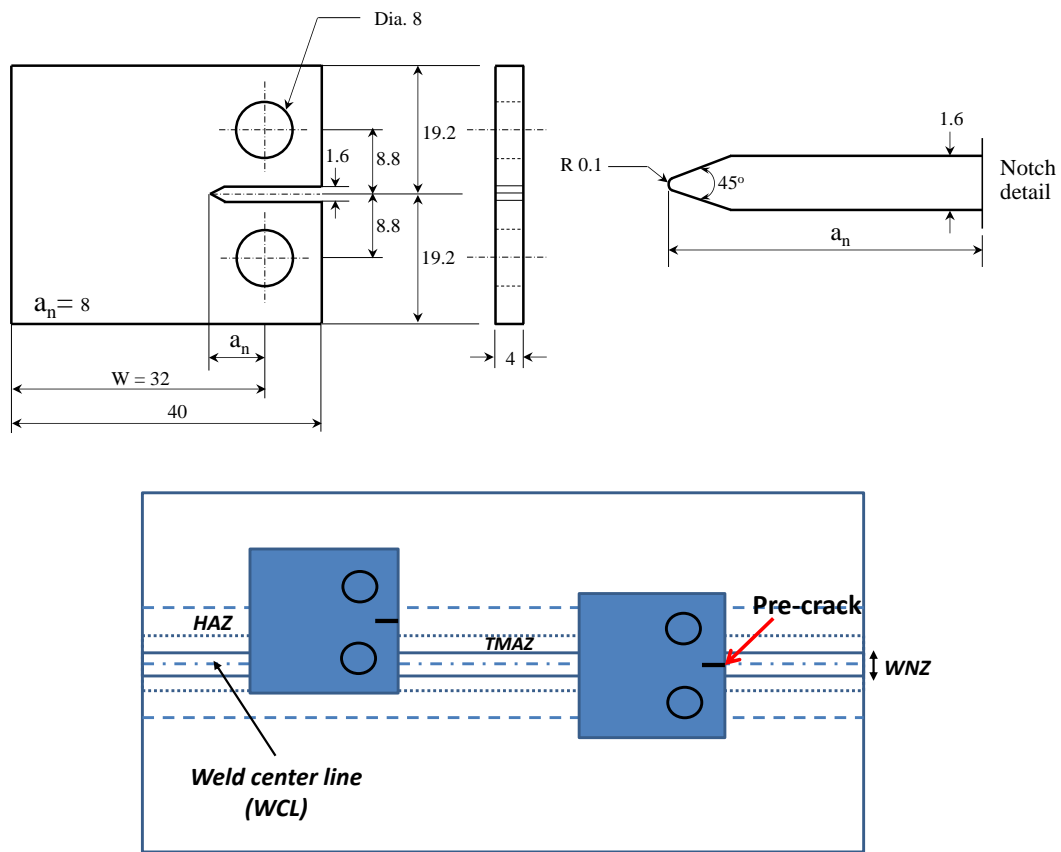 Dia. 8
19.2
1.6
8.8
8.8
19.2
aₙ= 8
aₙ
W = 32
40
4
1.6
R 0.1
45º
Notch
detail
aₙ
Pre-crack
HAZ
TMAZ
WNZ
Weld center line
(WCL)